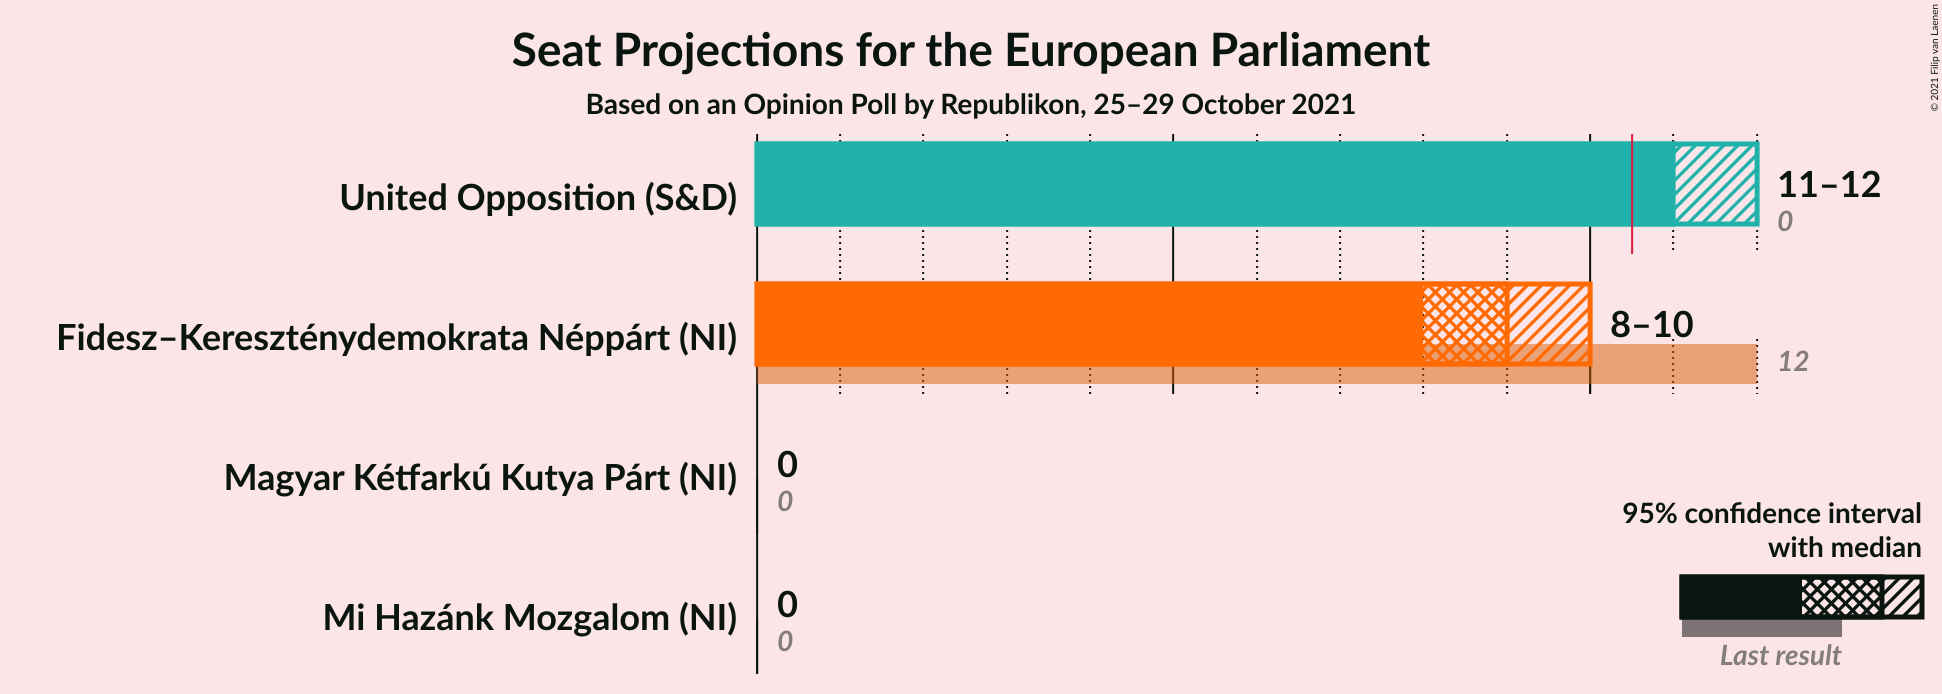 Seat Projections for the European Parliament
Based on an Opinion Poll by Republikon, 25–29 October 2021
© 2021 Filip van Laenen
United Opposition (S&D)
11–12
0
Fidesz–Kereszténydemokrata Néppárt (NI)
8–10
12
Magyar Kétfarkú Kutya Párt (NI)
0
0
Mi Hazánk Mozgalom (NI)
0
0
95% confidence interval
with median
Last result